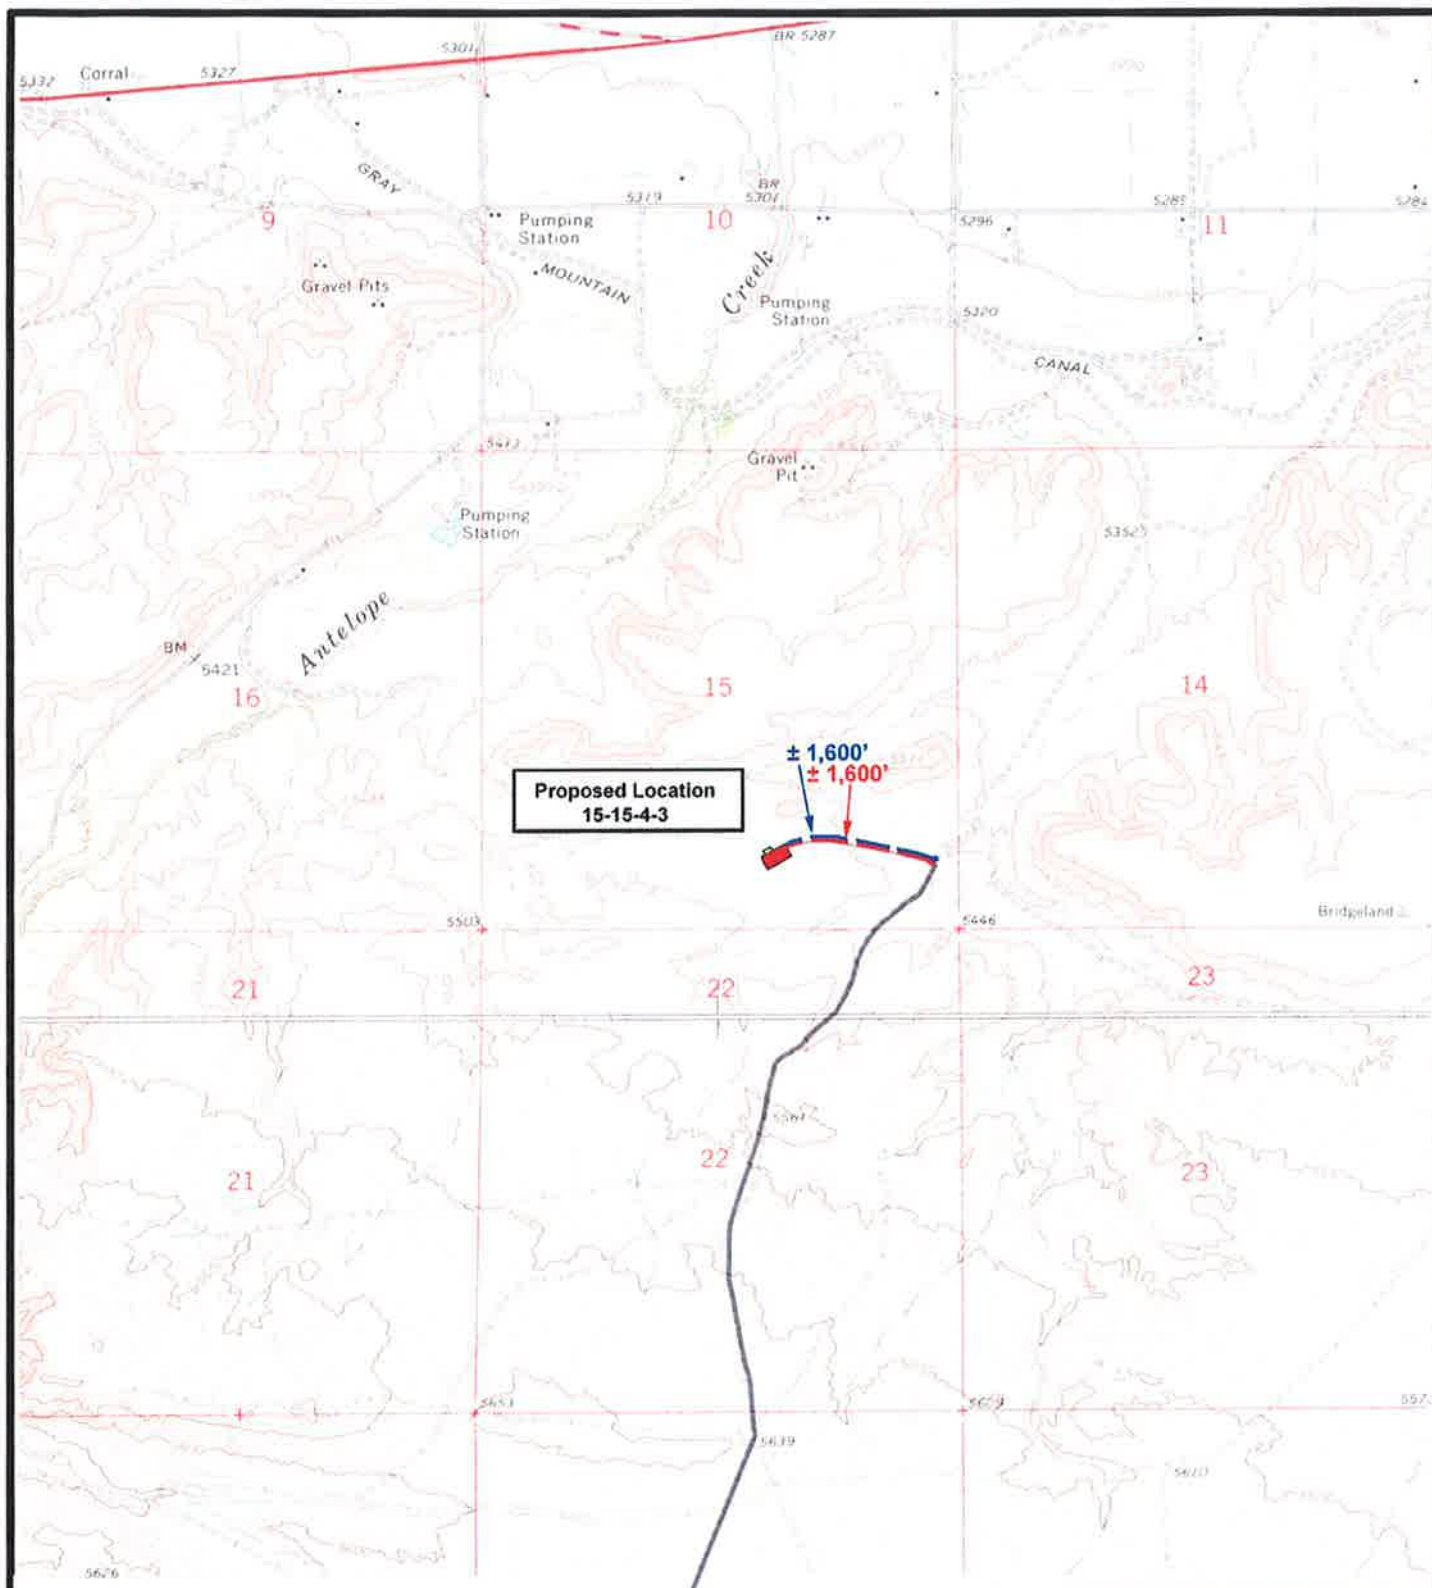 BR 5287
5301
5332
Corral
5327
GRAY
BR
5301
5319
9
10
5296
5285
11
5284
Pumping
Station
MOUNTAIN
Gravel Pits
Creek
Pumping
Station
5320
CANAL
Gravel
Pit
Pumping
Station
Antelope
BM
5421
16
15
14
± 1,600'
± 1,600'
Proposed Location
15-15-4-3
5503
5446
Bridgeland
21
22
23
22
21
23
5653
5639
5610
5626